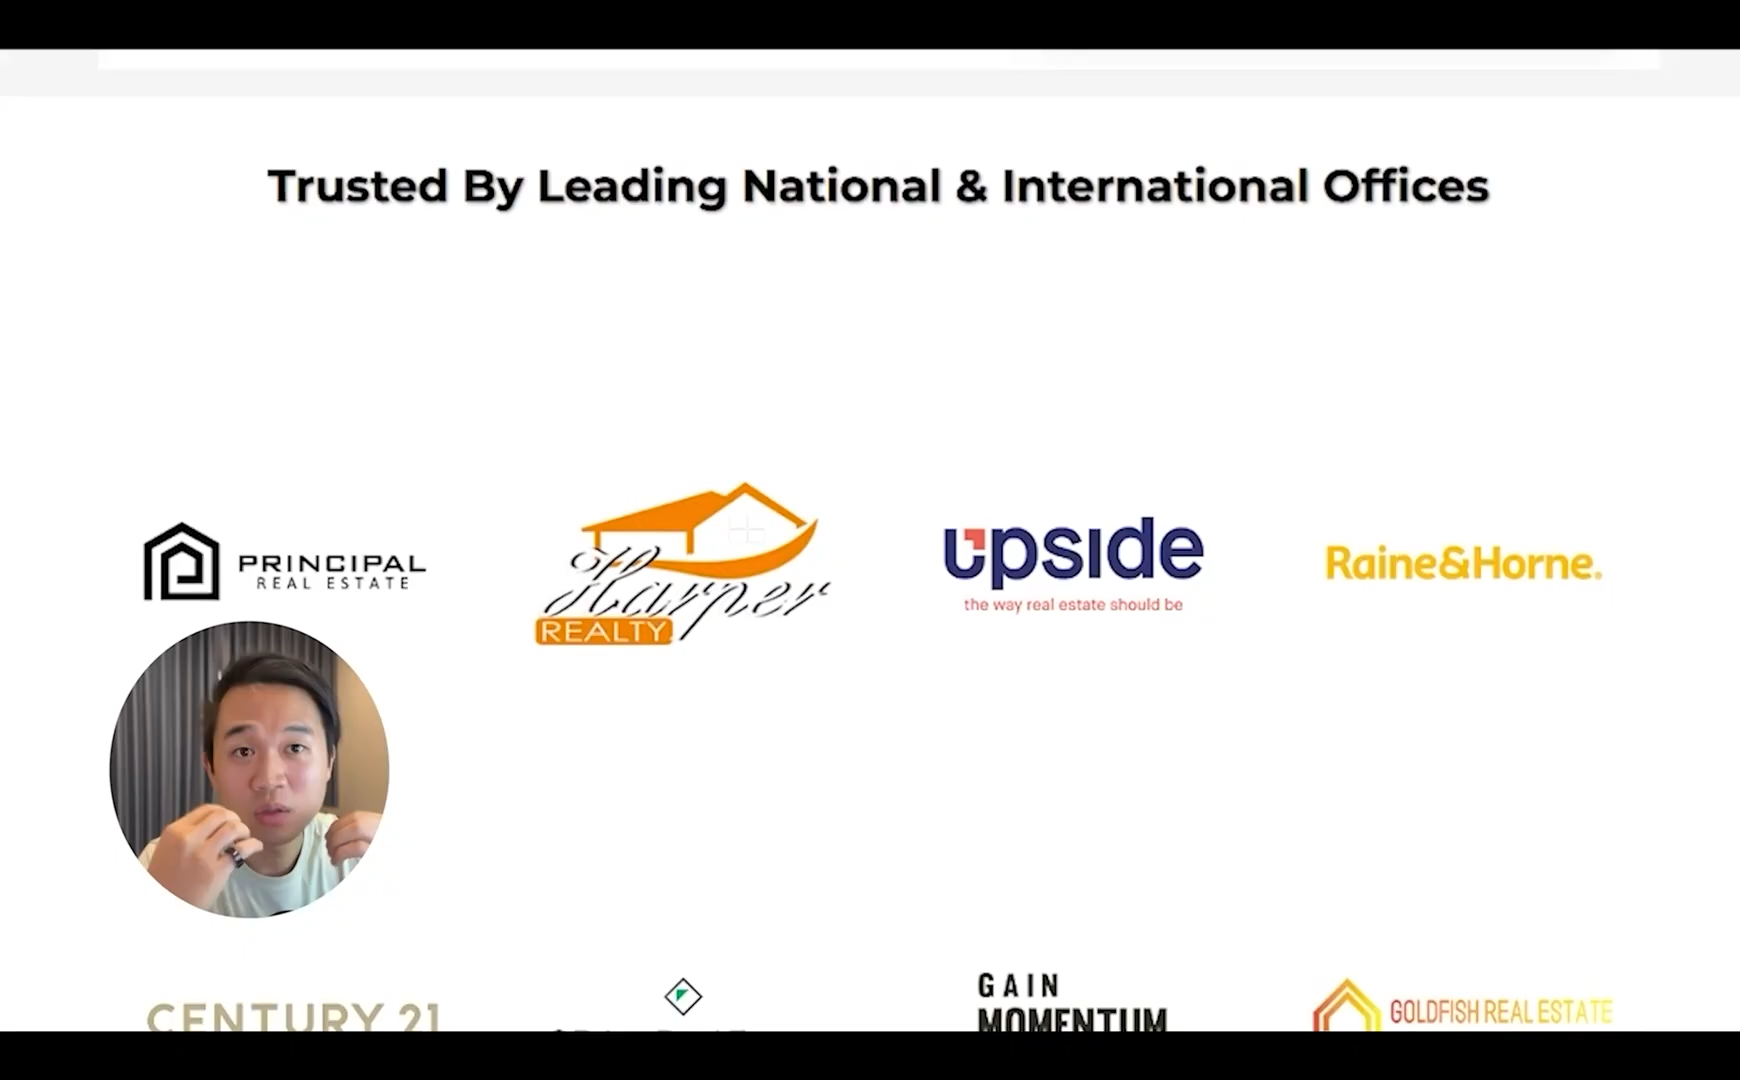 Trusted By Leading National & International Offices
PRINCIPAL
REAL ESTATE
Harper
REALTY
upside
the way real estate should be
Raine&Horne.
CENTURY 21
GAIN
MOMENTUM
GOLDFISH REAL ESTATE